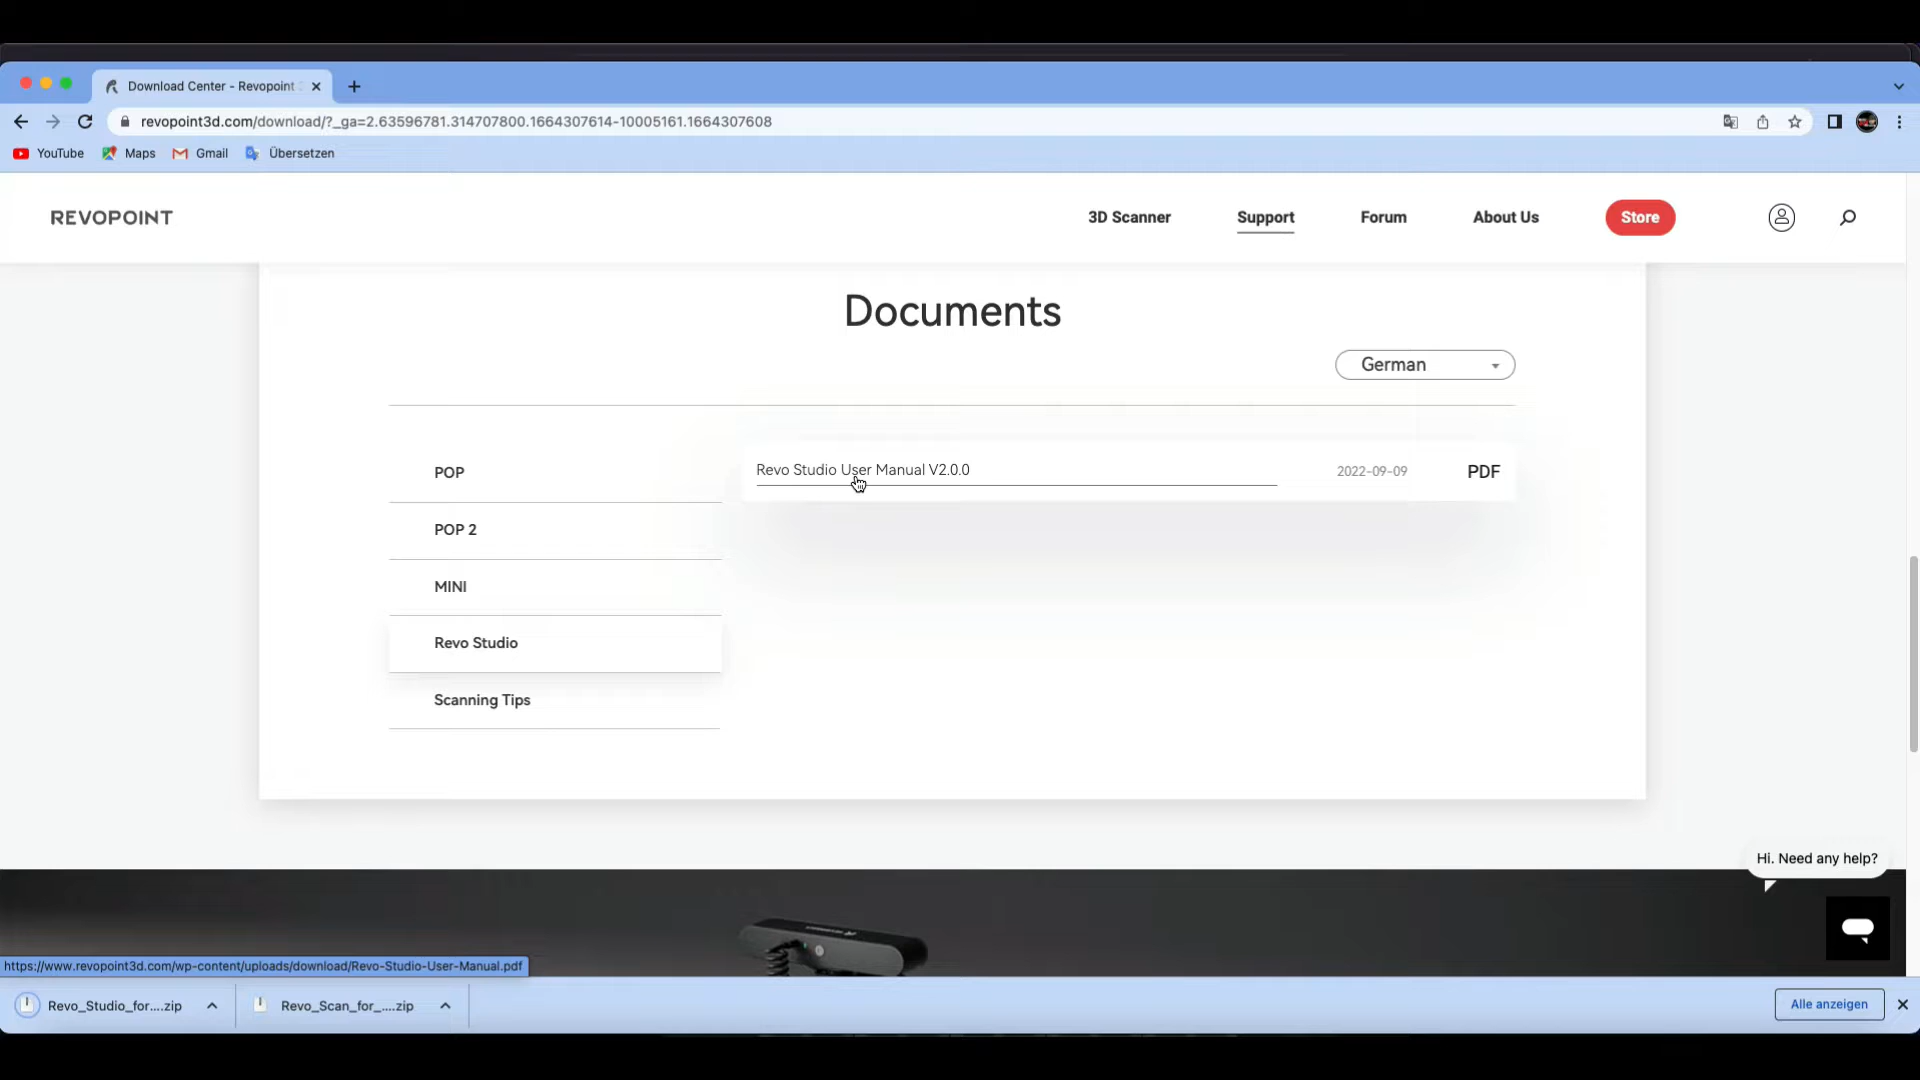 Download Center - Revopoint
revopoint3d.com/download/?_ga=2.63596781.314707800.1664307614-10005161.1664307608
YouTube Maps Gmail Übersetzen
REVOPOINT 3D Scanner Support Forum About Us Store
Documents
German
POP
Revo Studio User Manual V2.0.0 2022-09-09 PDF
POP 2
MINI
Revo Studio
Scanning Tips
Hi. Need any help?
https://www.revopoint3d.com/wp-content/uploads/download/Revo-Studio-User-Manual.pdf
Revo_Studio_for....zip Revo_Scan_for_....zip Alle anzeigen